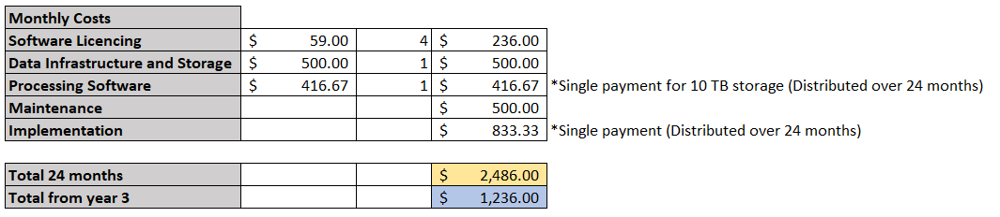 Monthly Costs
Software Licencing $ 59.00 4 $ 236.00
Data Infrastructure and Storage $ 500.00 1 $ 500.00
Processing Software $ 416.67 1 $ 416.67 *Single payment for 10 TB storage (Distributed over 24 months)
Maintenance $ 500.00
Implementation $ 833.33 *Single payment (Distributed over 24 months)
Total 24 months $ 2,486.00
Total from year 3 $ 1,236.00